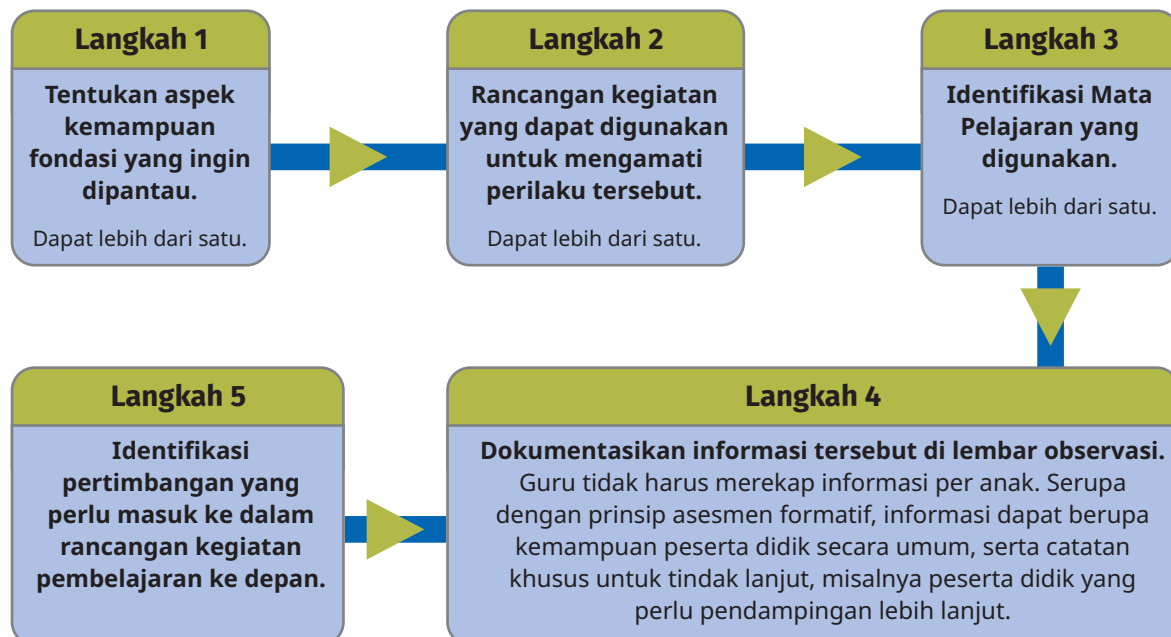 Langkah 1
Tentukan aspek
kemampuan
fondasi yang ingin
dipantau.
Dapat lebih dari satu.
Langkah 2
Rancangan kegiatan
yang dapat digunakan
untuk mengamati
perilaku tersebut.
Dapat lebih dari satu.
Langkah 3
Identifikasi Mata
Pelajaran yang
digunakan.
Dapat lebih dari satu.
Langkah 4
Dokumentasikan informasi tersebut di lembar observasi.
Guru tidak harus merekap informasi per anak. Serupa
dengan prinsip asesmen formatif, informasi dapat berupa
kemampuan peserta didik secara umum, serta catatan
khusus untuk tindak lanjut, misalnya peserta didik yang
perlu pendampingan lebih lanjut.
Langkah 5
Identifikasi
pertimbangan yang
perlu masuk ke dalam
rancangan kegiatan
pembelajaran ke depan.